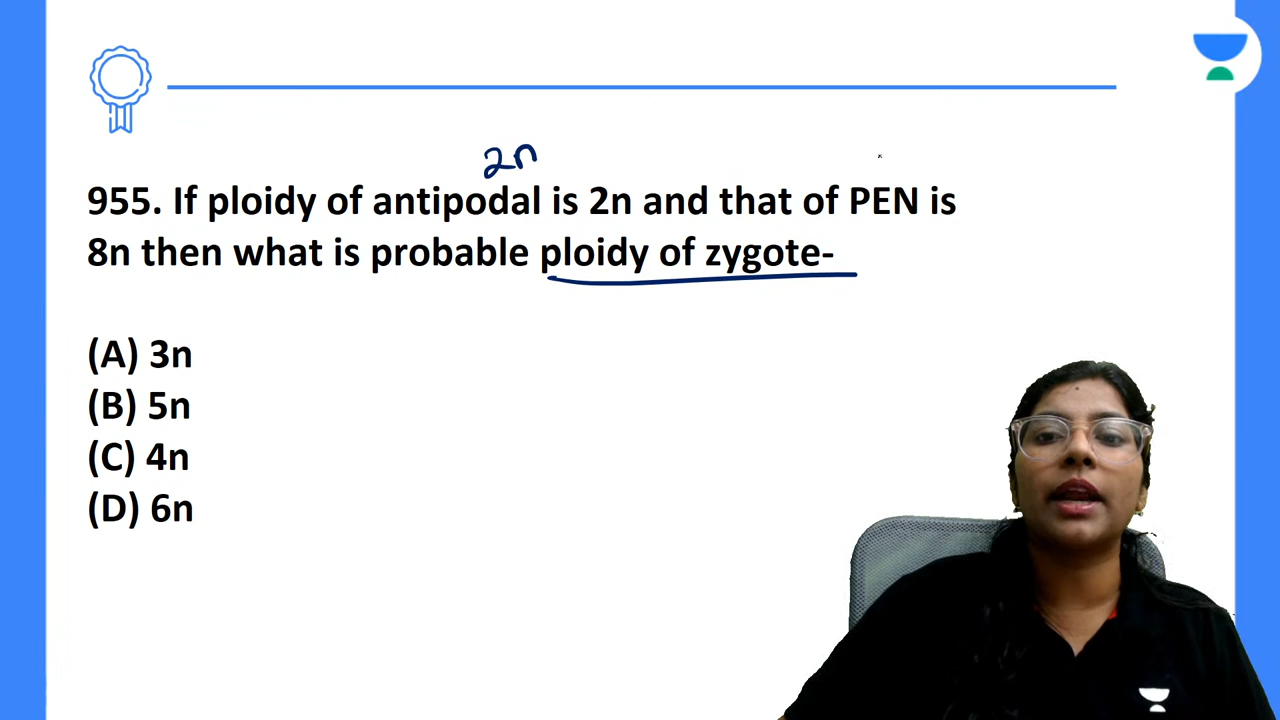 2n
955. If ploidy of antipodal is 2n and that of PEN is
8n then what is probable ploidy of zygote-
(A) 3n
(B) 5n
(C) 4n
(D) 6n